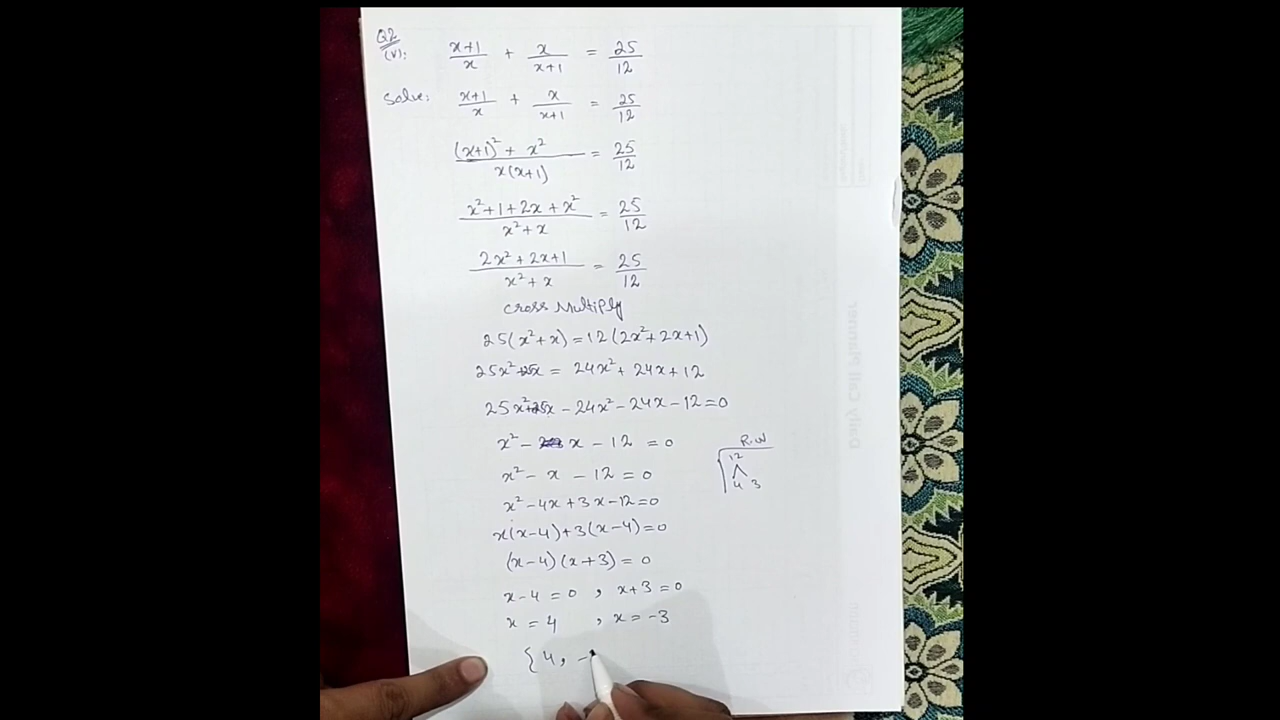 Q2
(v): x+1/x + x/x+1 = 25/12
Solve: x+1/x + x/x+1 = 25/12
(x+1)² + x²/x(x+1) = 25/12
x²+1+2x+x²/x²+x = 25/12
2x²+2x+1/x²+x = 25/12
Cross Multiply
25(x²+x)=12(2x²+2x+1)
25x²+25x = 24x²+24x+12
25x²+25x-24x²-24x-12=0
x²- x -12 =0
R.W
12
4 3
x²- x -12=0
x²-4x+3x-12=0
x(x-4)+3(x-4)=0
(x-4)(x+3)=0
x-4=0 , x+3=0
x=4 , x=-3
{4, -
Daily Call Planner